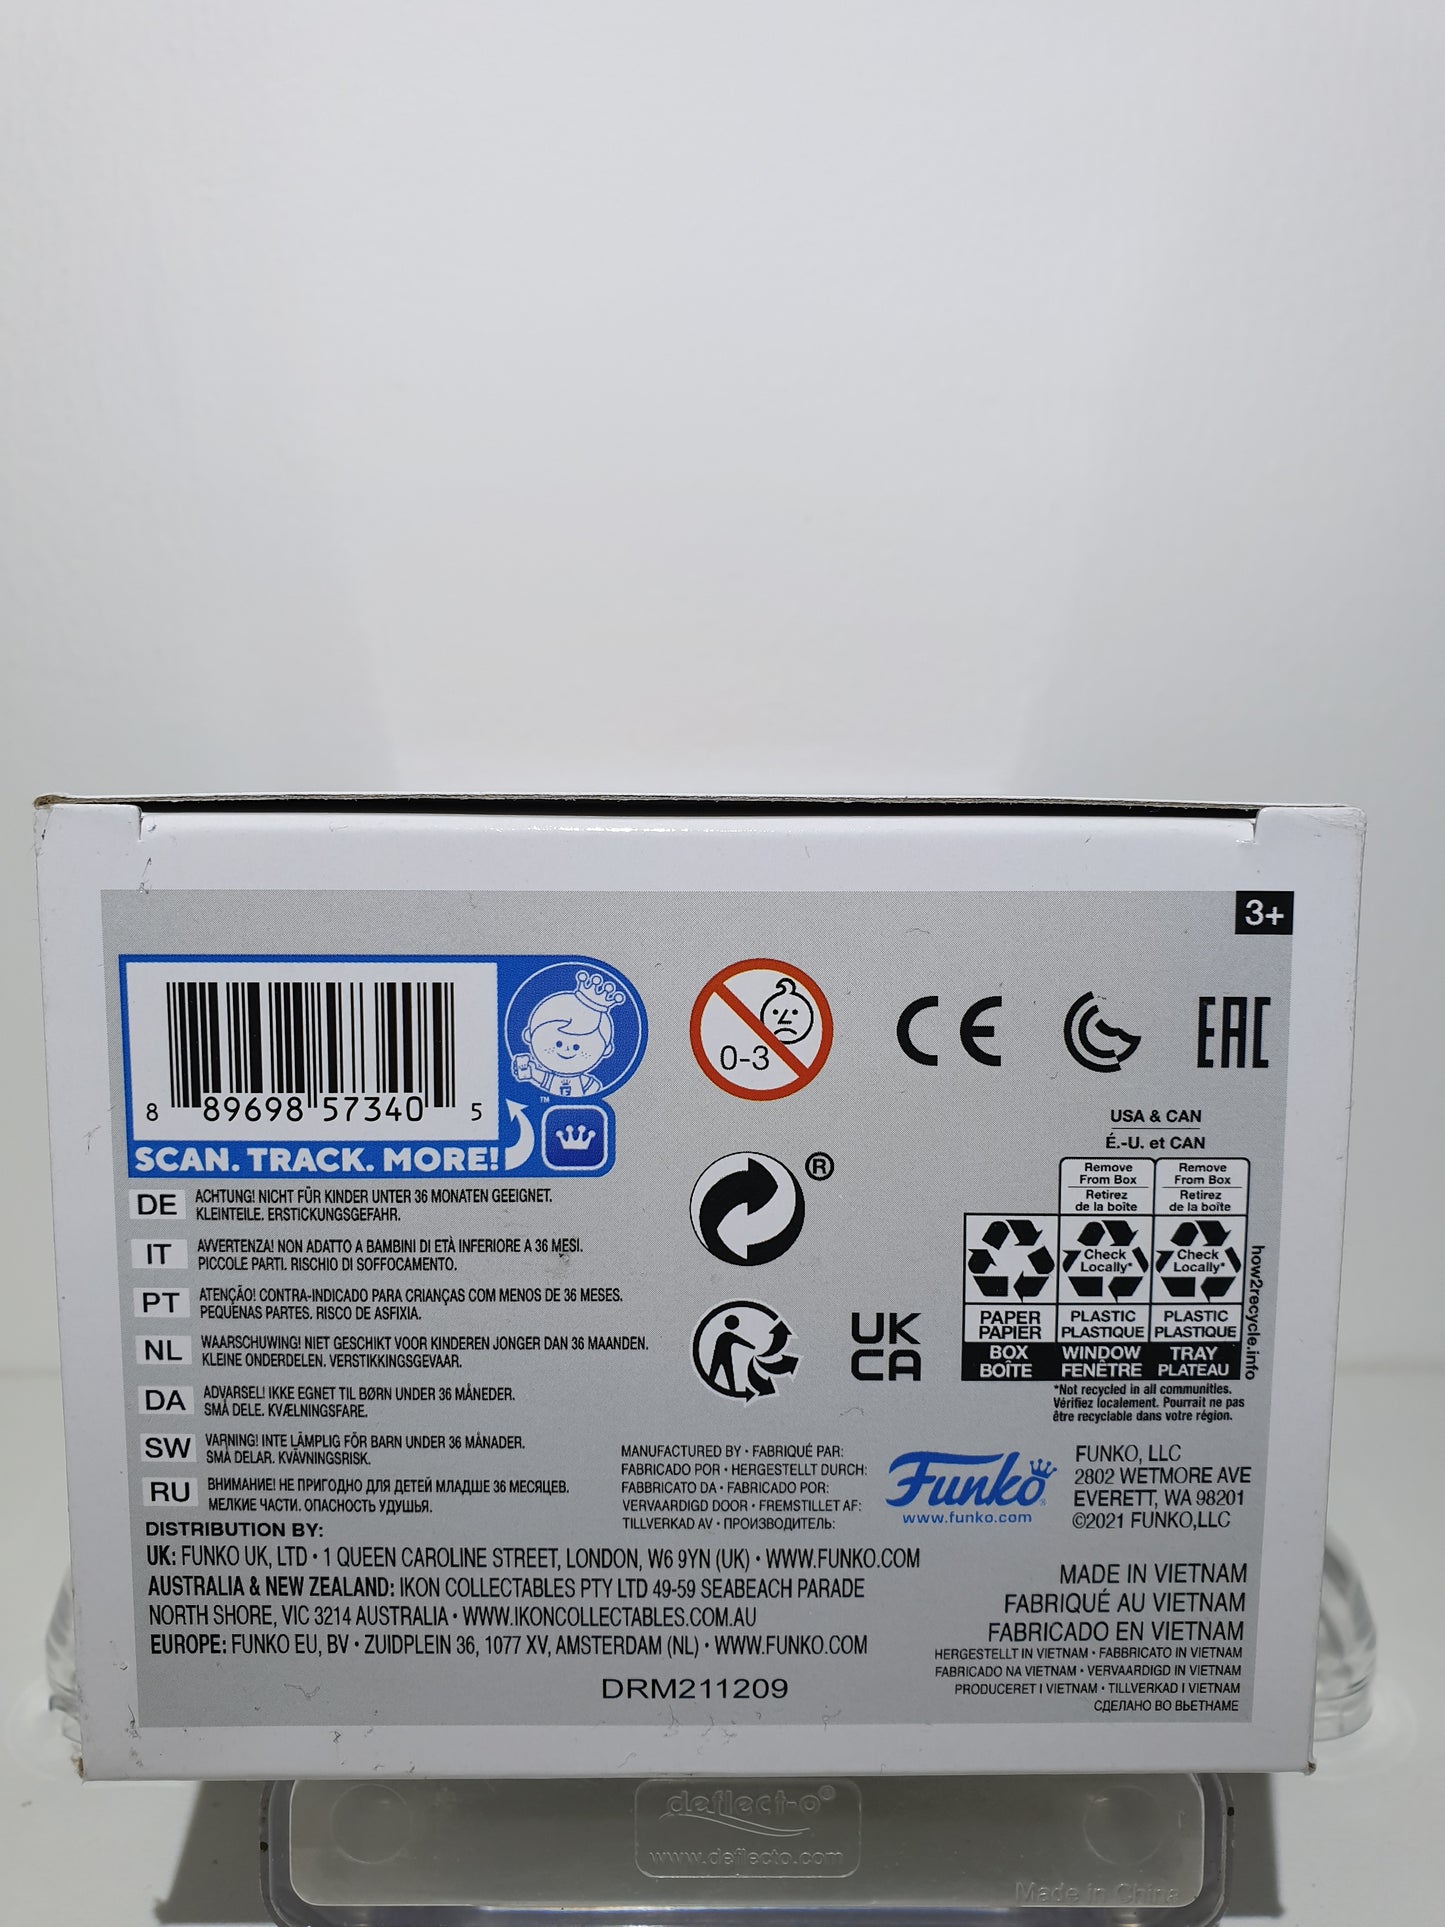 3+
0-3
CE
EAC
8 89698 57340 5
™
SCAN. TRACK. MORE!
®
USA & CAN
É.-U. et CAN
Remove From Box
Retirez de la boîte
Remove From Box
Retirez de la boîte
Check Locally*
Check Locally*
PAPER PAPIER
PLASTIC PLASTIQUE
PLASTIC PLASTIQUE
BOX BOÎTE
WINDOW FENÊTRE
TRAY PLATEAU
how2recycle.info
*Not recycled in all communities.
Vérifiez localement. Pourrait ne pas
être recyclable dans votre région.
UK
CA
DE ACHTUNG! NICHT FÜR KINDER UNTER 36 MONATEN GEEIGNET.
KLEINTEILE. ERSTICKUNGSGEFAHR.
IT AVVERTENZA! NON ADATTO A BAMBINI DI ETÀ INFERIORE A 36 MESI.
PICCOLE PARTI. RISCHIO DI SOFFOCAMENTO.
PT ATENÇÃO! CONTRA-INDICADO PARA CRIANÇAS COM MENOS DE 36 MESES.
PEQUENAS PARTES. RISCO DE ASFIXIA.
NL WAARSCHUWING! NIET GESCHIKT VOOR KINDEREN JONGER DAN 36 MAANDEN.
KLEINE ONDERDELEN. VERSTIKKINGSGEVAAR.
DA ADVARSEL! IKKE EGNET TIL BØRN UNDER 36 MÅNEDER.
SMÅ DELE. KVÆLNINGSFARE.
SW VARNING! INTE LÄMPLIG FÖR BARN UNDER 36 MÅNADER.
SMÅ DELAR. KVÄVNINGSRISK.
RU ВНИМАНИЕ! НЕ ПРИГОДНО ДЛЯ ДЕТЕЙ МЛАДШЕ 36 МЕСЯЦЕВ.
МЕЛКИЕ ЧАСТИ. ОПАСНОСТЬ УДУШЬЯ.
MANUFACTURED BY • FABRIQUÉ PAR:
FABRICADO POR • HERGESTELLT DURCH:
FABBRICATO DA • FABRICADO POR:
VERVAARDIGD DOOR • FREMSTILLET AF:
TILLVERKAD AV • ПРОИЗВОДИТЕЛЬ:
Funko®
www.funko.com
FUNKO, LLC
2802 WETMORE AVE
EVERETT, WA 98201
©2021 FUNKO,LLC
DISTRIBUTION BY:
UK: FUNKO UK, LTD • 1 QUEEN CAROLINE STREET, LONDON, W6 9YN (UK) • WWW.FUNKO.COM
AUSTRALIA & NEW ZEALAND: IKON COLLECTABLES PTY LTD 49-59 SEABEACH PARADE
NORTH SHORE, VIC 3214 AUSTRALIA • WWW.IKONCOLLECTABLES.COM.AU
EUROPE: FUNKO EU, BV • ZUIDPLEIN 36, 1077 XV, AMSTERDAM (NL) • WWW.FUNKO.COM
MADE IN VIETNAM
FABRIQUÉ AU VIETNAM
FABRICADO EN VIETNAM
HERGESTELLT IN VIETNAM • FABBRICATO IN VIETNAM
FABRICADO NA VIETNAM • VERVAARDIGD IN VIETNAM
PRODUCERET I VIETNAM • TILLVERKAD I VIETNAM
СДЕЛАНО ВО ВЬЕТНАМЕ
DRM211209
deflect-o®
www.deflecto.com
Made in China